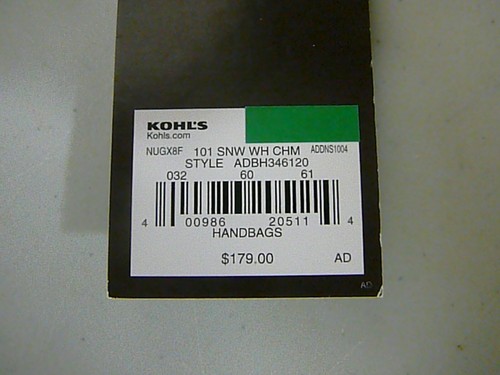 KOHL'S
Kohls.com
NUGX8F 101 SNW WH CHM ADDNS1004
STYLE ADBH346120
032 60 61
4 00986 20511 4
HANDBAGS
$179.00 AD
AD